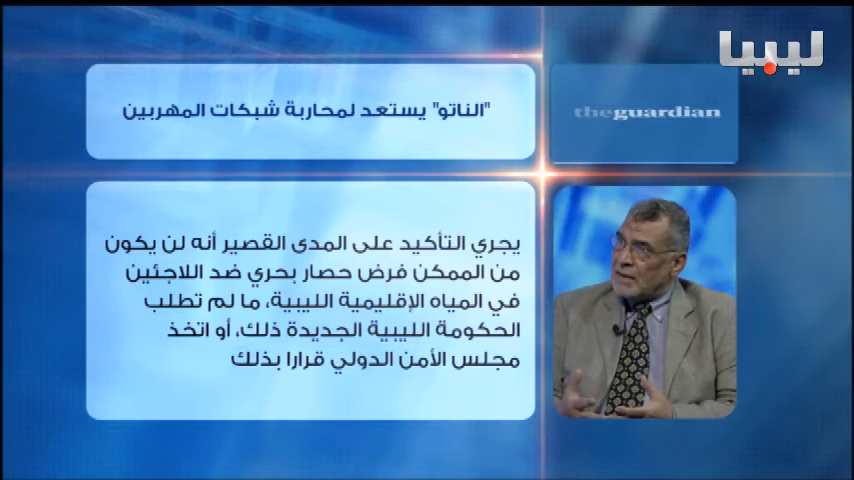 ليبيا
theguardian
"الناتو" يستعد لمحاربة شبكات المهربين
يجري التأكيد على المدى القصير أنه لن يكون
من الممكن فرض حصار بحري ضد اللاجئين
في المياه الإقليمية الليبية، ما لم تطلب
الحكومة الليبية الجديدة ذلك، أو اتخذ
مجلس الأمن الدولي قرارا بذلك